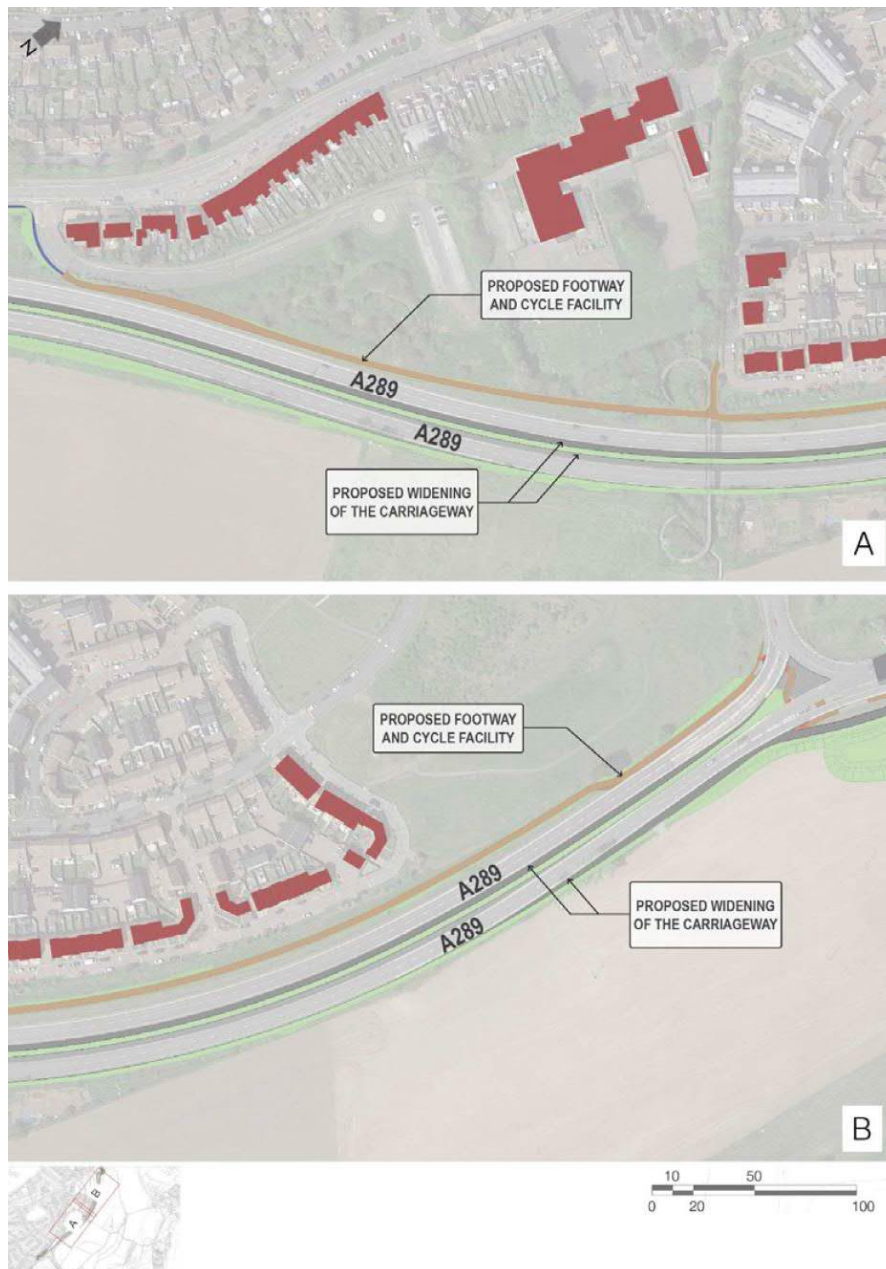 N
PROPOSED FOOTWAY
AND CYCLE FACILITY
A289
A289
PROPOSED WIDENING
OF THE CARRIAGEWAY
A
PROPOSED FOOTWAY
AND CYCLE FACILITY
A289
A289
PROPOSED WIDENING
OF THE CARRIAGEWAY
B
A
B
10 50
0 20 100